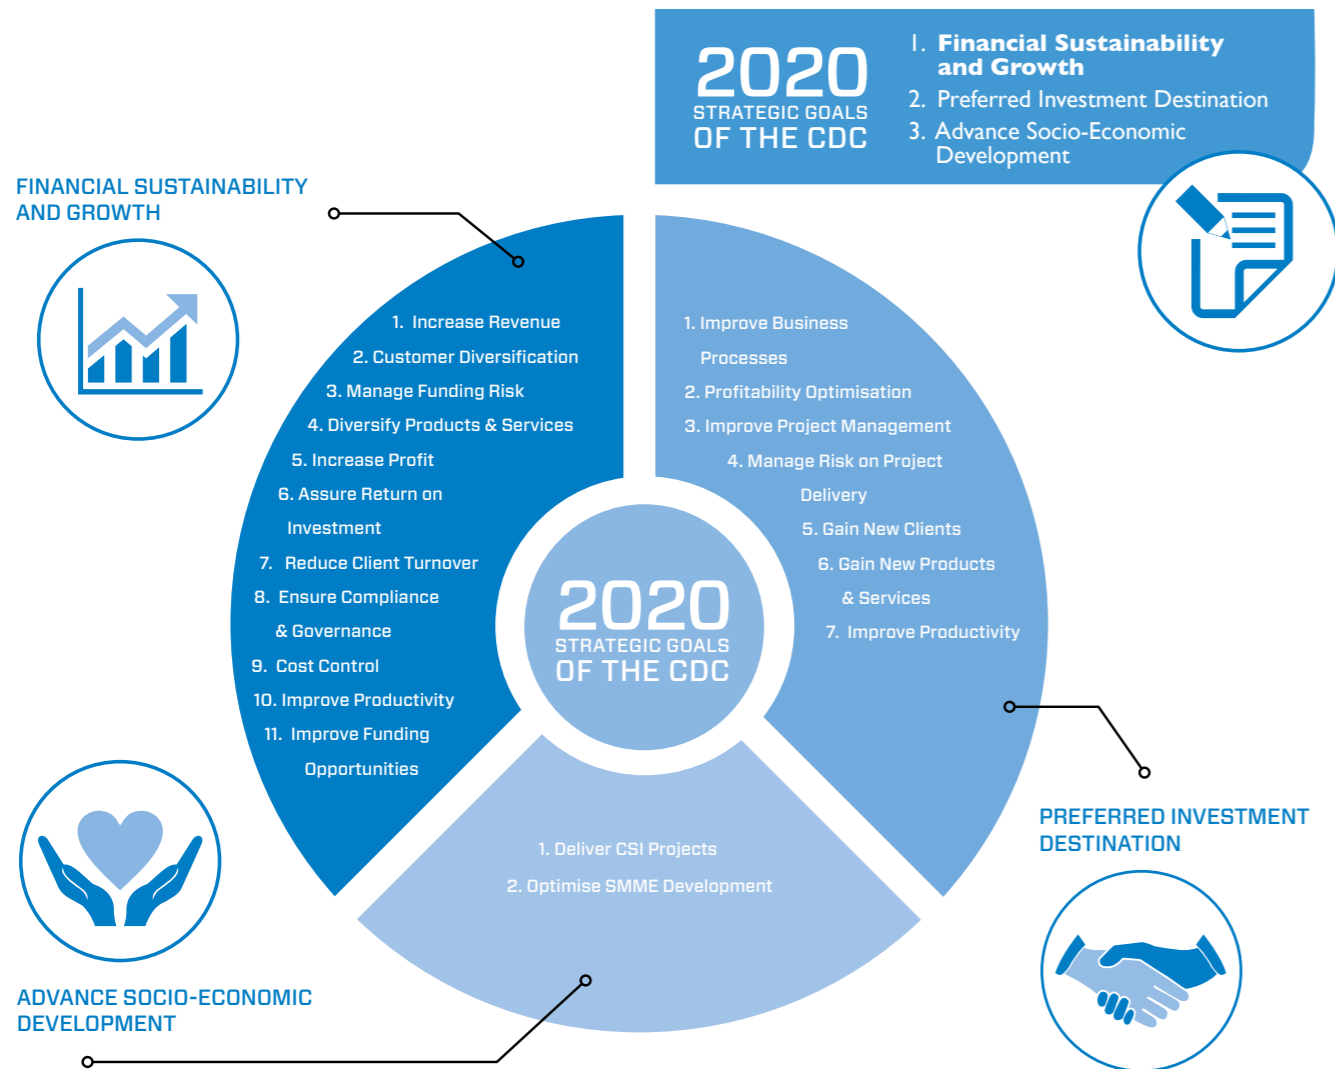 2020
STRATEGIC GOALS
OF THE CDC
1. Financial Sustainability
and Growth
2. Preferred Investment Destination
3. Advance Socio-Economic
Development
FINANCIAL SUSTAINABILITY
AND GROWTH
1. Increase Revenue
2. Customer Diversification
3. Manage Funding Risk
4. Diversify Products & Services
5. Increase Profit
6. Assure Return on
Investment
7. Reduce Client Turnover
8. Ensure Compliance
& Governance
9. Cost Control
10. Improve Productivity
11. Improve Funding
Opportunities
1. Improve Business
Processes
2. Profitability Optimisation
3. Improve Project Management
4. Manage Risk on Project
Delivery
5. Gain New Clients
6. Gain New Products
& Services
7. Improve Productivity
2020
STRATEGIC GOALS
OF THE CDC
PREFERRED INVESTMENT
DESTINATION
1. Deliver CSI Projects
2. Optimise SMME Development
ADVANCE SOCIO-ECONOMIC
DEVELOPMENT